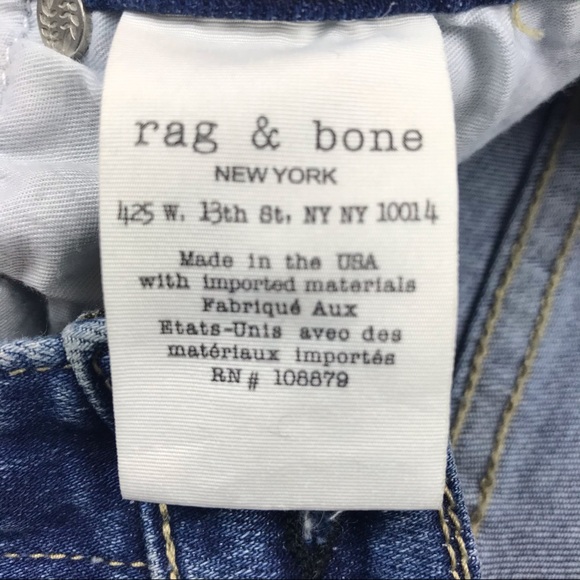 rag & bone
NEW YORK
425 W. 13th St, NY NY 10014
Made in the USA
with imported materials
Fabriqué Aux
Etats-Unis avec des
matériaux importés
RN # 108879